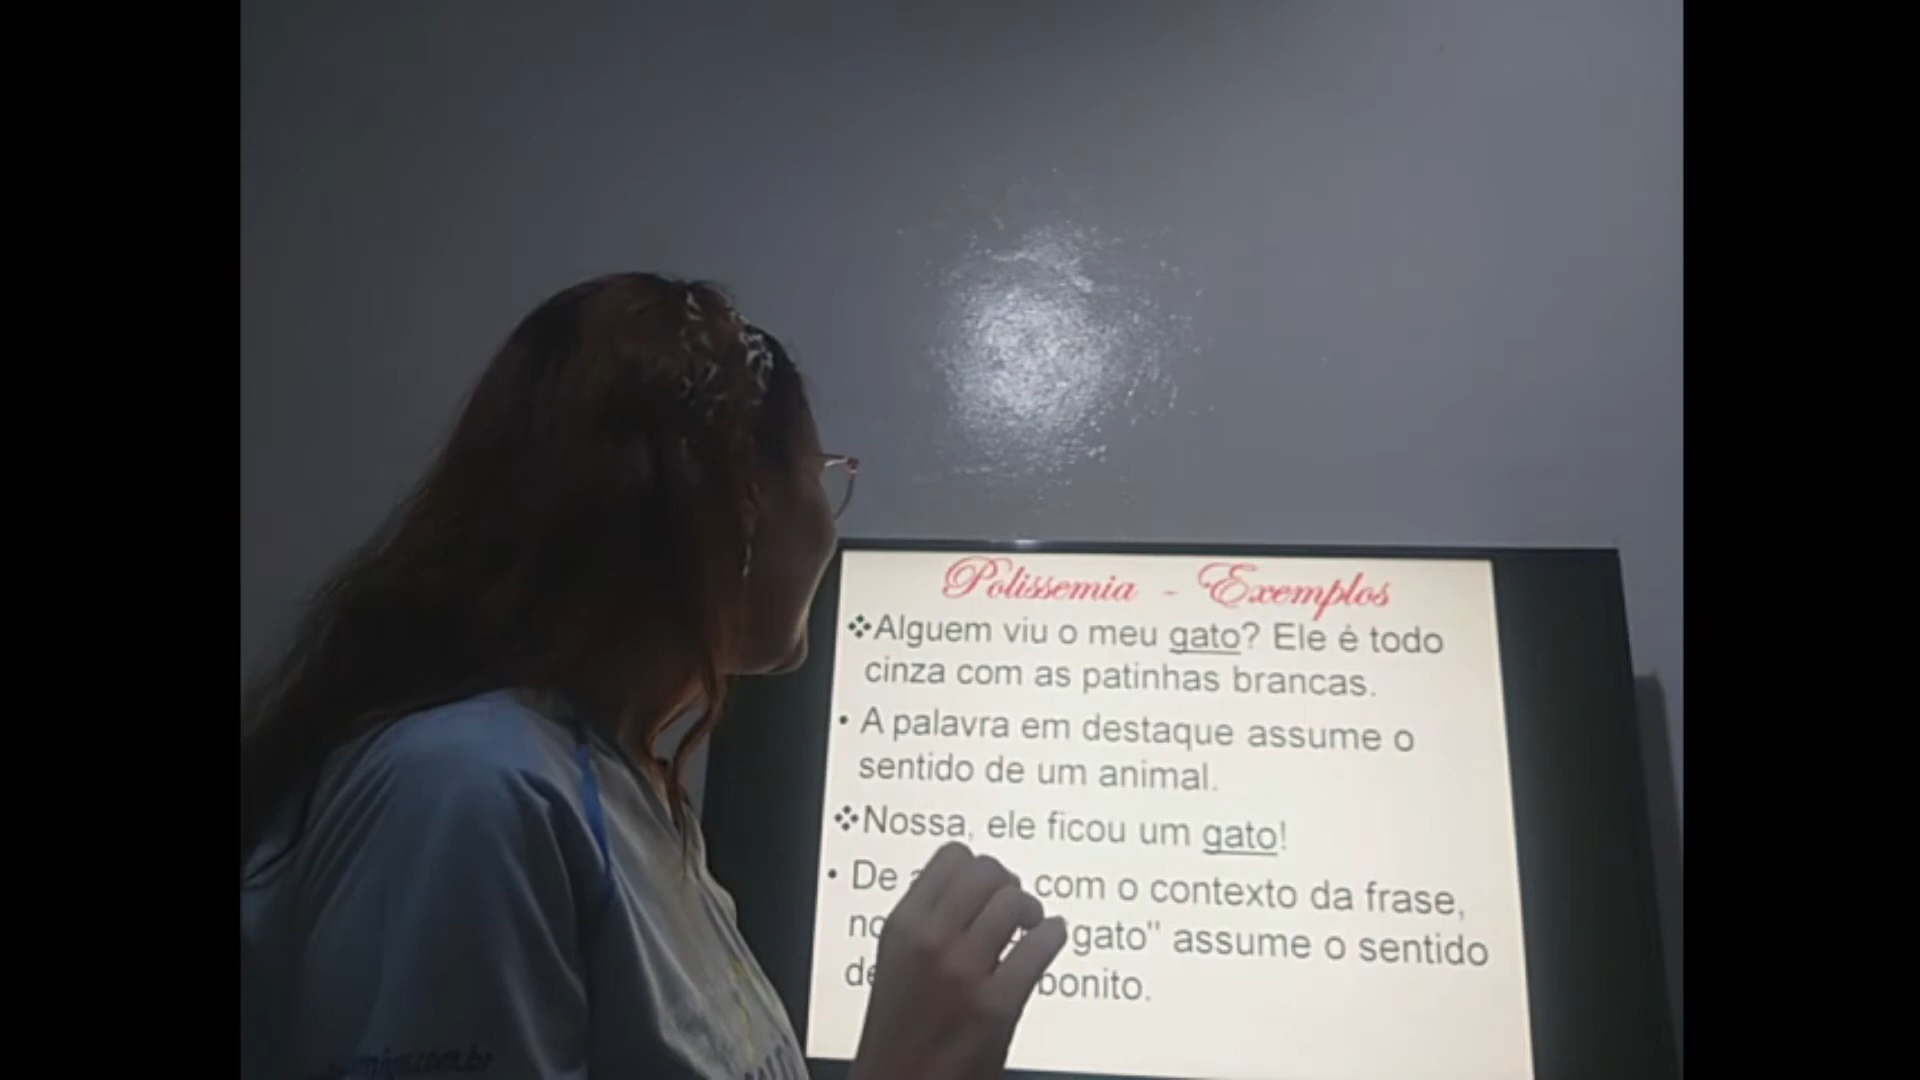 Polissemia - Exemplos
❖Alguem viu o meu gato? Ele é todo
cinza com as patinhas brancas.
• A palavra em destaque assume o
sentido de um animal.
❖Nossa, ele ficou um gato!
• De com o contexto da frase,
gato" assume o sentido
bonito.